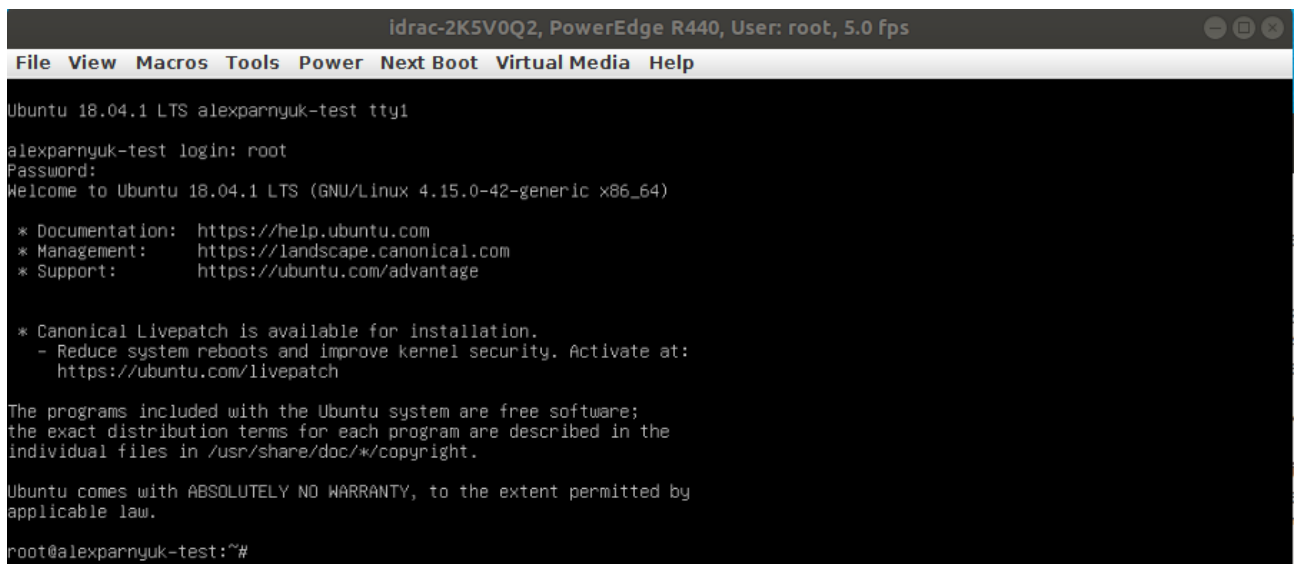 idrac-2K5V0Q2, PowerEdge R440, User: root, 5.0 fps
File View Macros Tools Power Next Boot Virtual Media Help
Ubuntu 18.04.1 LTS alexparnyuk-test tty1
alexparnyuk-test login: root
Password:
Welcome to Ubuntu 18.04.1 LTS (GNU/Linux 4.15.0-42-generic x86_64)
* Documentation: https://help.ubuntu.com
* Management: https://landscape.canonical.com
* Support: https://ubuntu.com/advantage
* Canonical Livepatch is available for installation.
- Reduce system reboots and improve kernel security. Activate at:
https://ubuntu.com/livepatch
The programs included with the Ubuntu system are free software;
the exact distribution terms for each program are described in the
individual files in /usr/share/doc/*/copyright.
Ubuntu comes with ABSOLUTELY NO WARRANTY, to the extent permitted by
applicable law.
root@alexparnyuk-test:~#